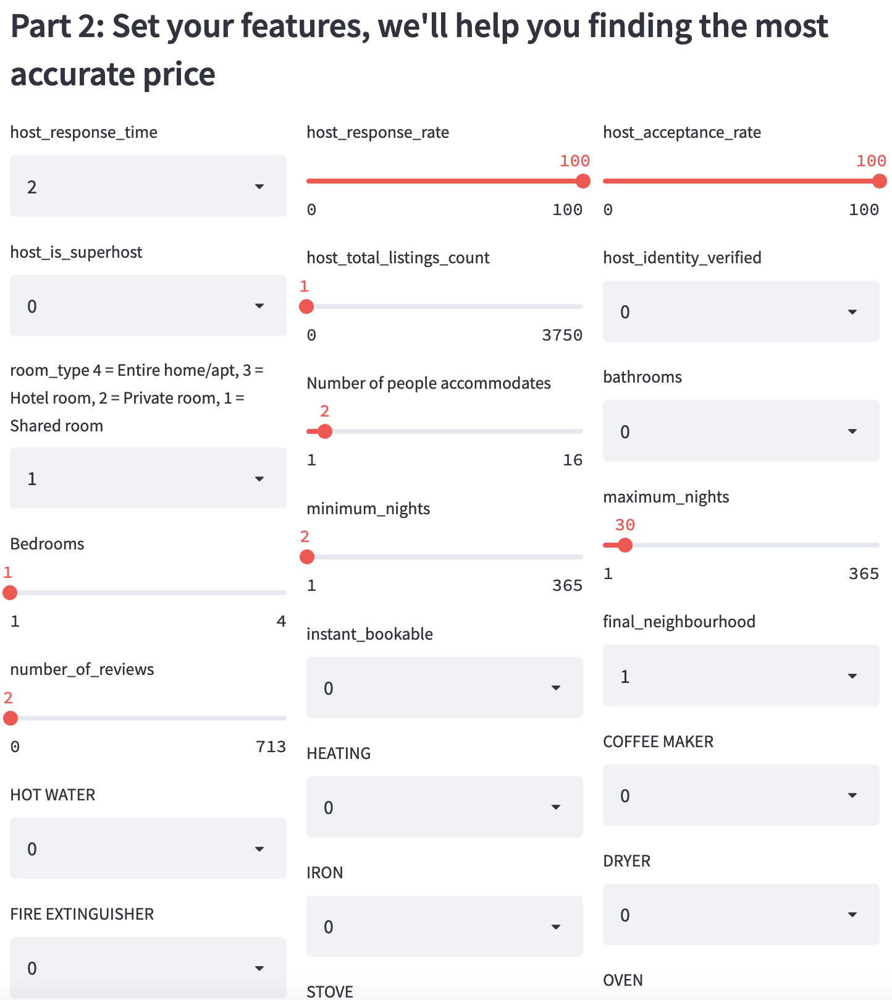 Part 2: Set your features, we'll help you finding the most
accurate price
host_response_time
2
host_is_superhost
0
room_type 4 = Entire home/apt, 3 =
Hotel room, 2 = Private room, 1 =
Shared room
1
Bedrooms
1
1 4
number_of_reviews
2
0 713
HOT WATER
0
FIRE EXTINGUISHER
0
host_response_rate
100
0 100
host_total_listings_count
1
0 3750
Number of people accommodates
2
1 16
minimum_nights
2
1 365
instant_bookable
0
HEATING
0
IRON
0
STOVE
host_acceptance_rate
100
0 100
host_identity_verified
0
bathrooms
0
maximum_nights
30
1 365
final_neighbourhood
1
COFFEE MAKER
0
DRYER
0
OVEN